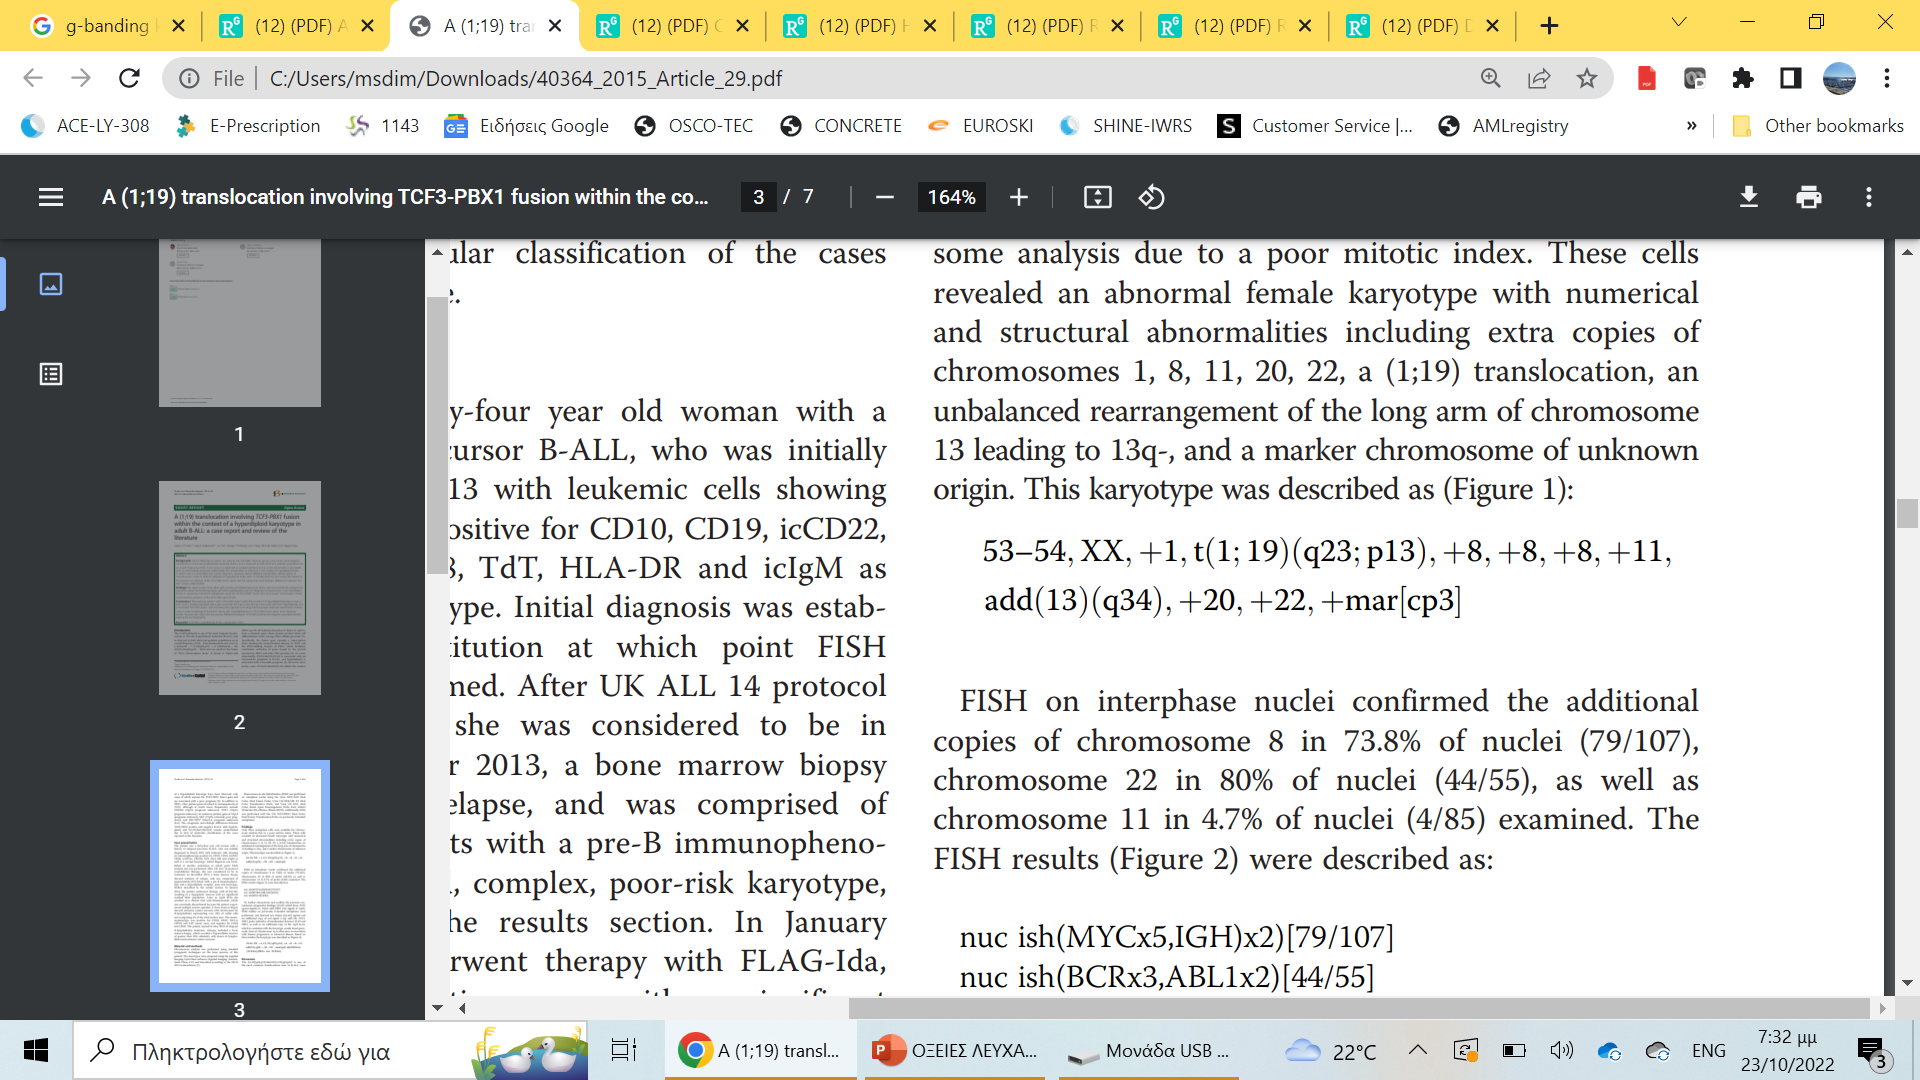 g-banding
(12) (PDF) A
A (1;19) tra
(12) (PDF) C
(12) (PDF) H
(12) (PDF) R
(12) (PDF) R
(12) (PDF) D
File
C:/Users/msdim/Downloads/40364_2015_Article_29.pdf
ACE-LY-308
E-Prescription
1143
Ειδήσεις Google
OSCO-TEC
CONCRETE
EUROSKI
SHINE-IWRS
Customer Service |...
AMLregistry
»
Other bookmarks
A (1;19) translocation involving TCF3-PBX1 fusion within the co...
3 / 7
164%
1
2
3
ular classification of the cases
e.
y-four year old woman with a
cursor B-ALL, who was initially
13 with leukemic cells showing
ositive for CD10, CD19, icCD22,
8, TdT, HLA-DR and icIgM as
ype. Initial diagnosis was estab-
titution at which point FISH
med. After UK ALL 14 protocol
she was considered to be in
r 2013, a bone marrow biopsy
elapse, and was comprised of
ts with a pre-B immunopheno-
, complex, poor-risk karyotype,
he results section. In January
rwent therapy with FLAG-Ida,
some analysis due to a poor mitotic index. These cells
revealed an abnormal female karyotype with numerical
and structural abnormalities including extra copies of
chromosomes 1, 8, 11, 20, 22, a (1;19) translocation, an
unbalanced rearrangement of the long arm of chromosome
13 leading to 13q-, and a marker chromosome of unknown
origin. This karyotype was described as (Figure 1):
53–54, XX, +1, t(1; 19)(q23; p13), +8, +8, +8, +11,
add(13)(q34), +20, +22, +mar[cp3]
FISH on interphase nuclei confirmed the additional
copies of chromosome 8 in 73.8% of nuclei (79/107),
chromosome 22 in 80% of nuclei (44/55), as well as
chromosome 11 in 4.7% of nuclei (4/85) examined. The
FISH results (Figure 2) were described as:
nuc ish(MYCx5,IGH)x2)[79/107]
nuc ish(BCRx3,ABL1x2)[44/55]
Πληκτρολογήστε εδώ για
A (1;19) transl...
ΟΞΕΙΕΣ ΛΕΥΧΑ...
Μονάδα USB ...
22°C
ENG
7:32 μμ
23/10/2022
3